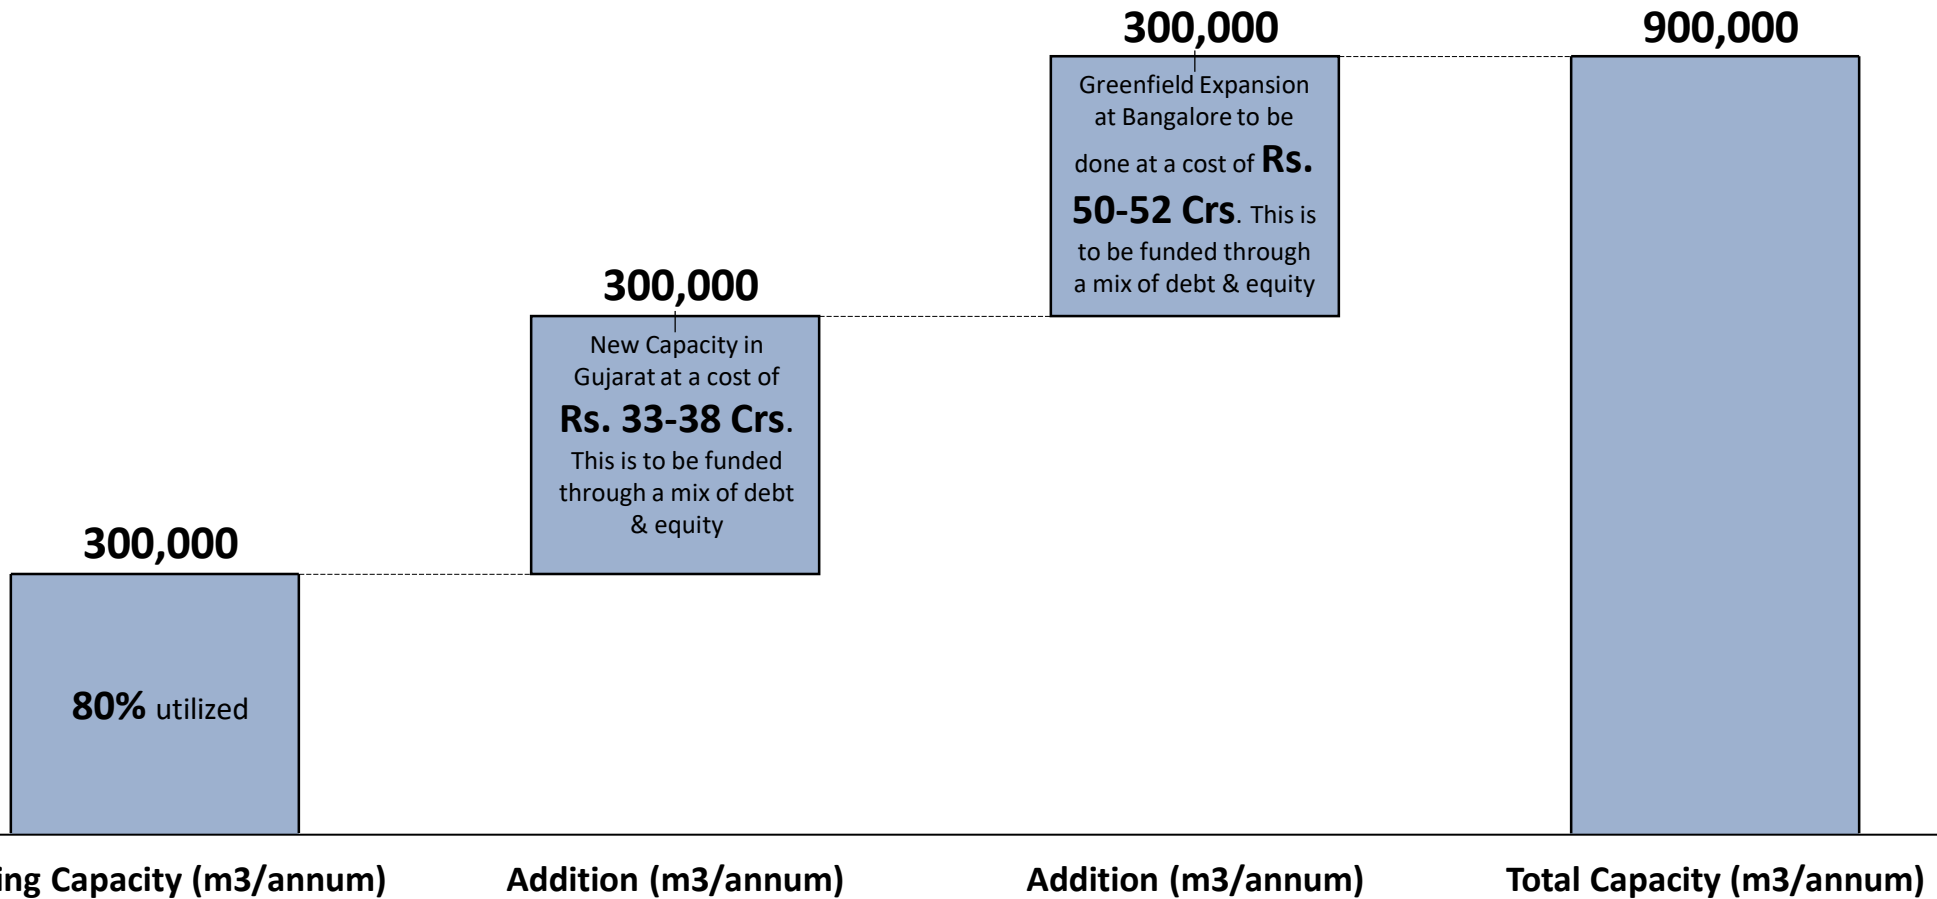 300,000
80% utilized
ing Capacity (m3/annum)
300,000
New Capacity in
Gujarat at a cost of
Rs. 33-38 Crs.
This is to be funded
through a mix of debt
& equity
Addition (m3/annum)
300,000
Greenfield Expansion
at Bangalore to be
done at a cost of Rs.
50-52 Crs. This is
to be funded through
a mix of debt & equity
Addition (m3/annum)
900,000
Total Capacity (m3/annum)